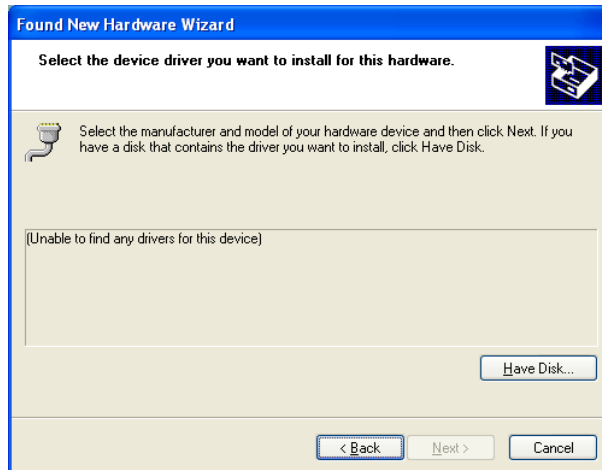 Found New Hardware Wizard
Select the device driver you want to install for this hardware.
Select the manufacturer and model of your hardware device and then click Next. If you
have a disk that contains the driver you want to install, click Have Disk.
(Unable to find any drivers for this device)
Have Disk...
< Back
Next >
Cancel